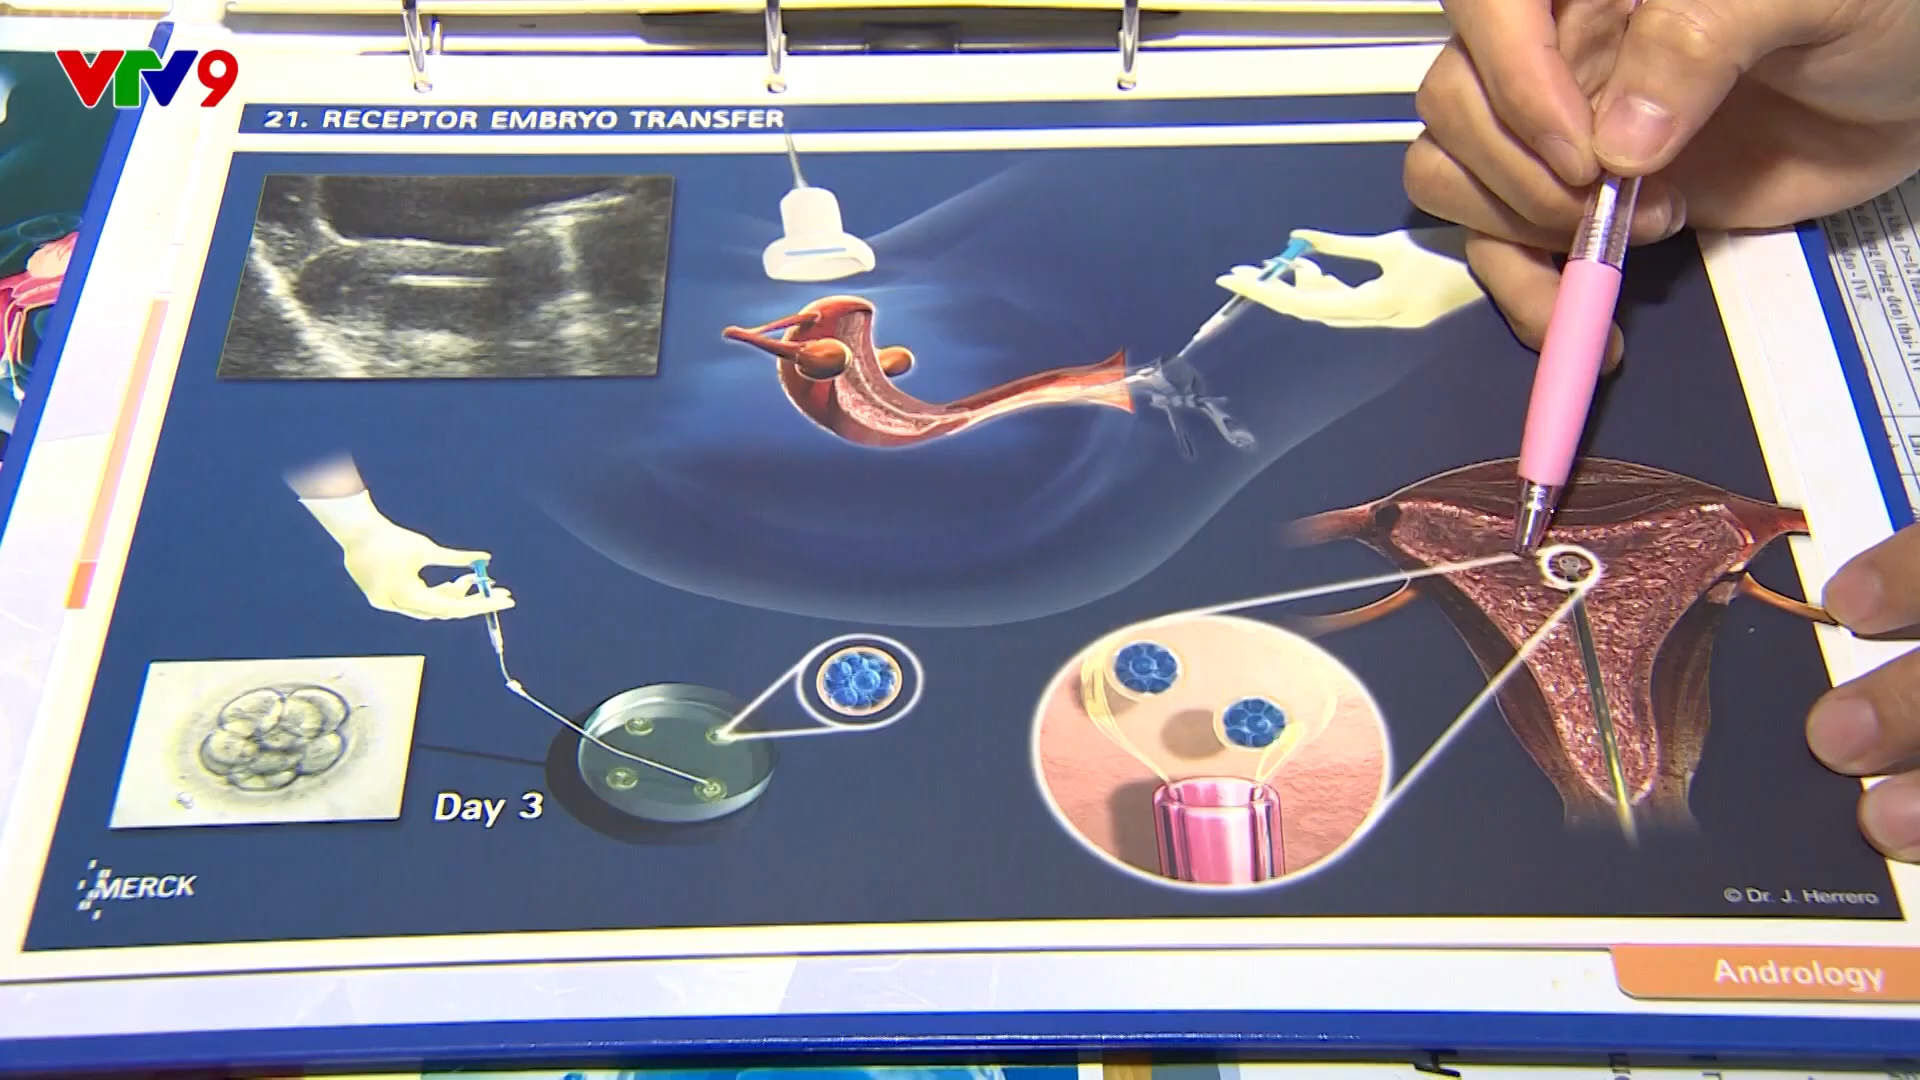 VTV9
21. RECEPTOR EMBRYO TRANSFER
Day 3
MERCK
© Dr. J. Herrero
Andrology